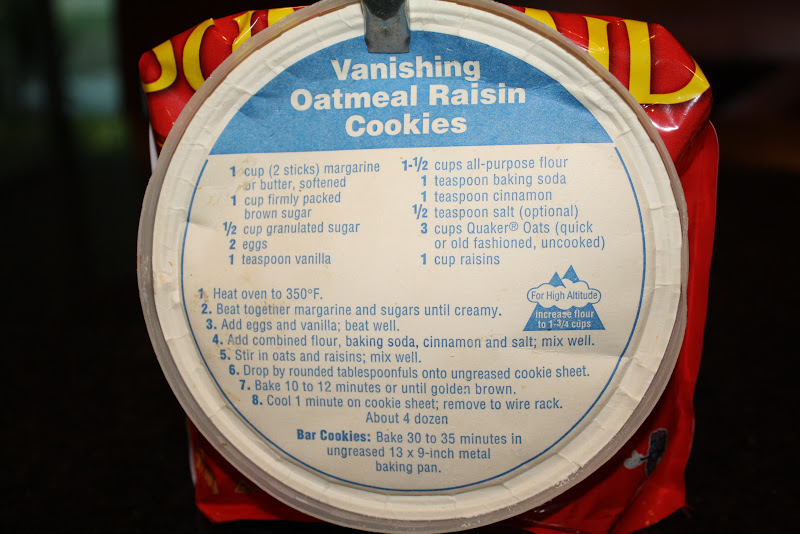 Vanishing
Oatmeal Raisin
Cookies
1 cup (2 sticks) margarine
or butter, softened
1 cup firmly packed
brown sugar
½ cup granulated sugar
2 eggs
1 teaspoon vanilla
1-½ cups all-purpose flour
1 teaspoon baking soda
1 teaspoon cinnamon
½ teaspoon salt (optional)
3 cups Quaker® Oats (quick
or old fashioned, uncooked)
1 cup raisins
For High Altitude
increase flour
to 1-¾ cups
1. Heat oven to 350°F.
2. Beat together margarine and sugars until creamy.
3. Add eggs and vanilla; beat well.
4. Add combined flour, baking soda, cinnamon and salt; mix well.
5. Stir in oats and raisins; mix well.
6. Drop by rounded tablespoonfuls onto ungreased cookie sheet.
7. Bake 10 to 12 minutes or until golden brown.
8. Cool 1 minute on cookie sheet; remove to wire rack.
About 4 dozen
Bar Cookies: Bake 30 to 35 minutes in
ungreased 13 x 9-inch metal
baking pan.